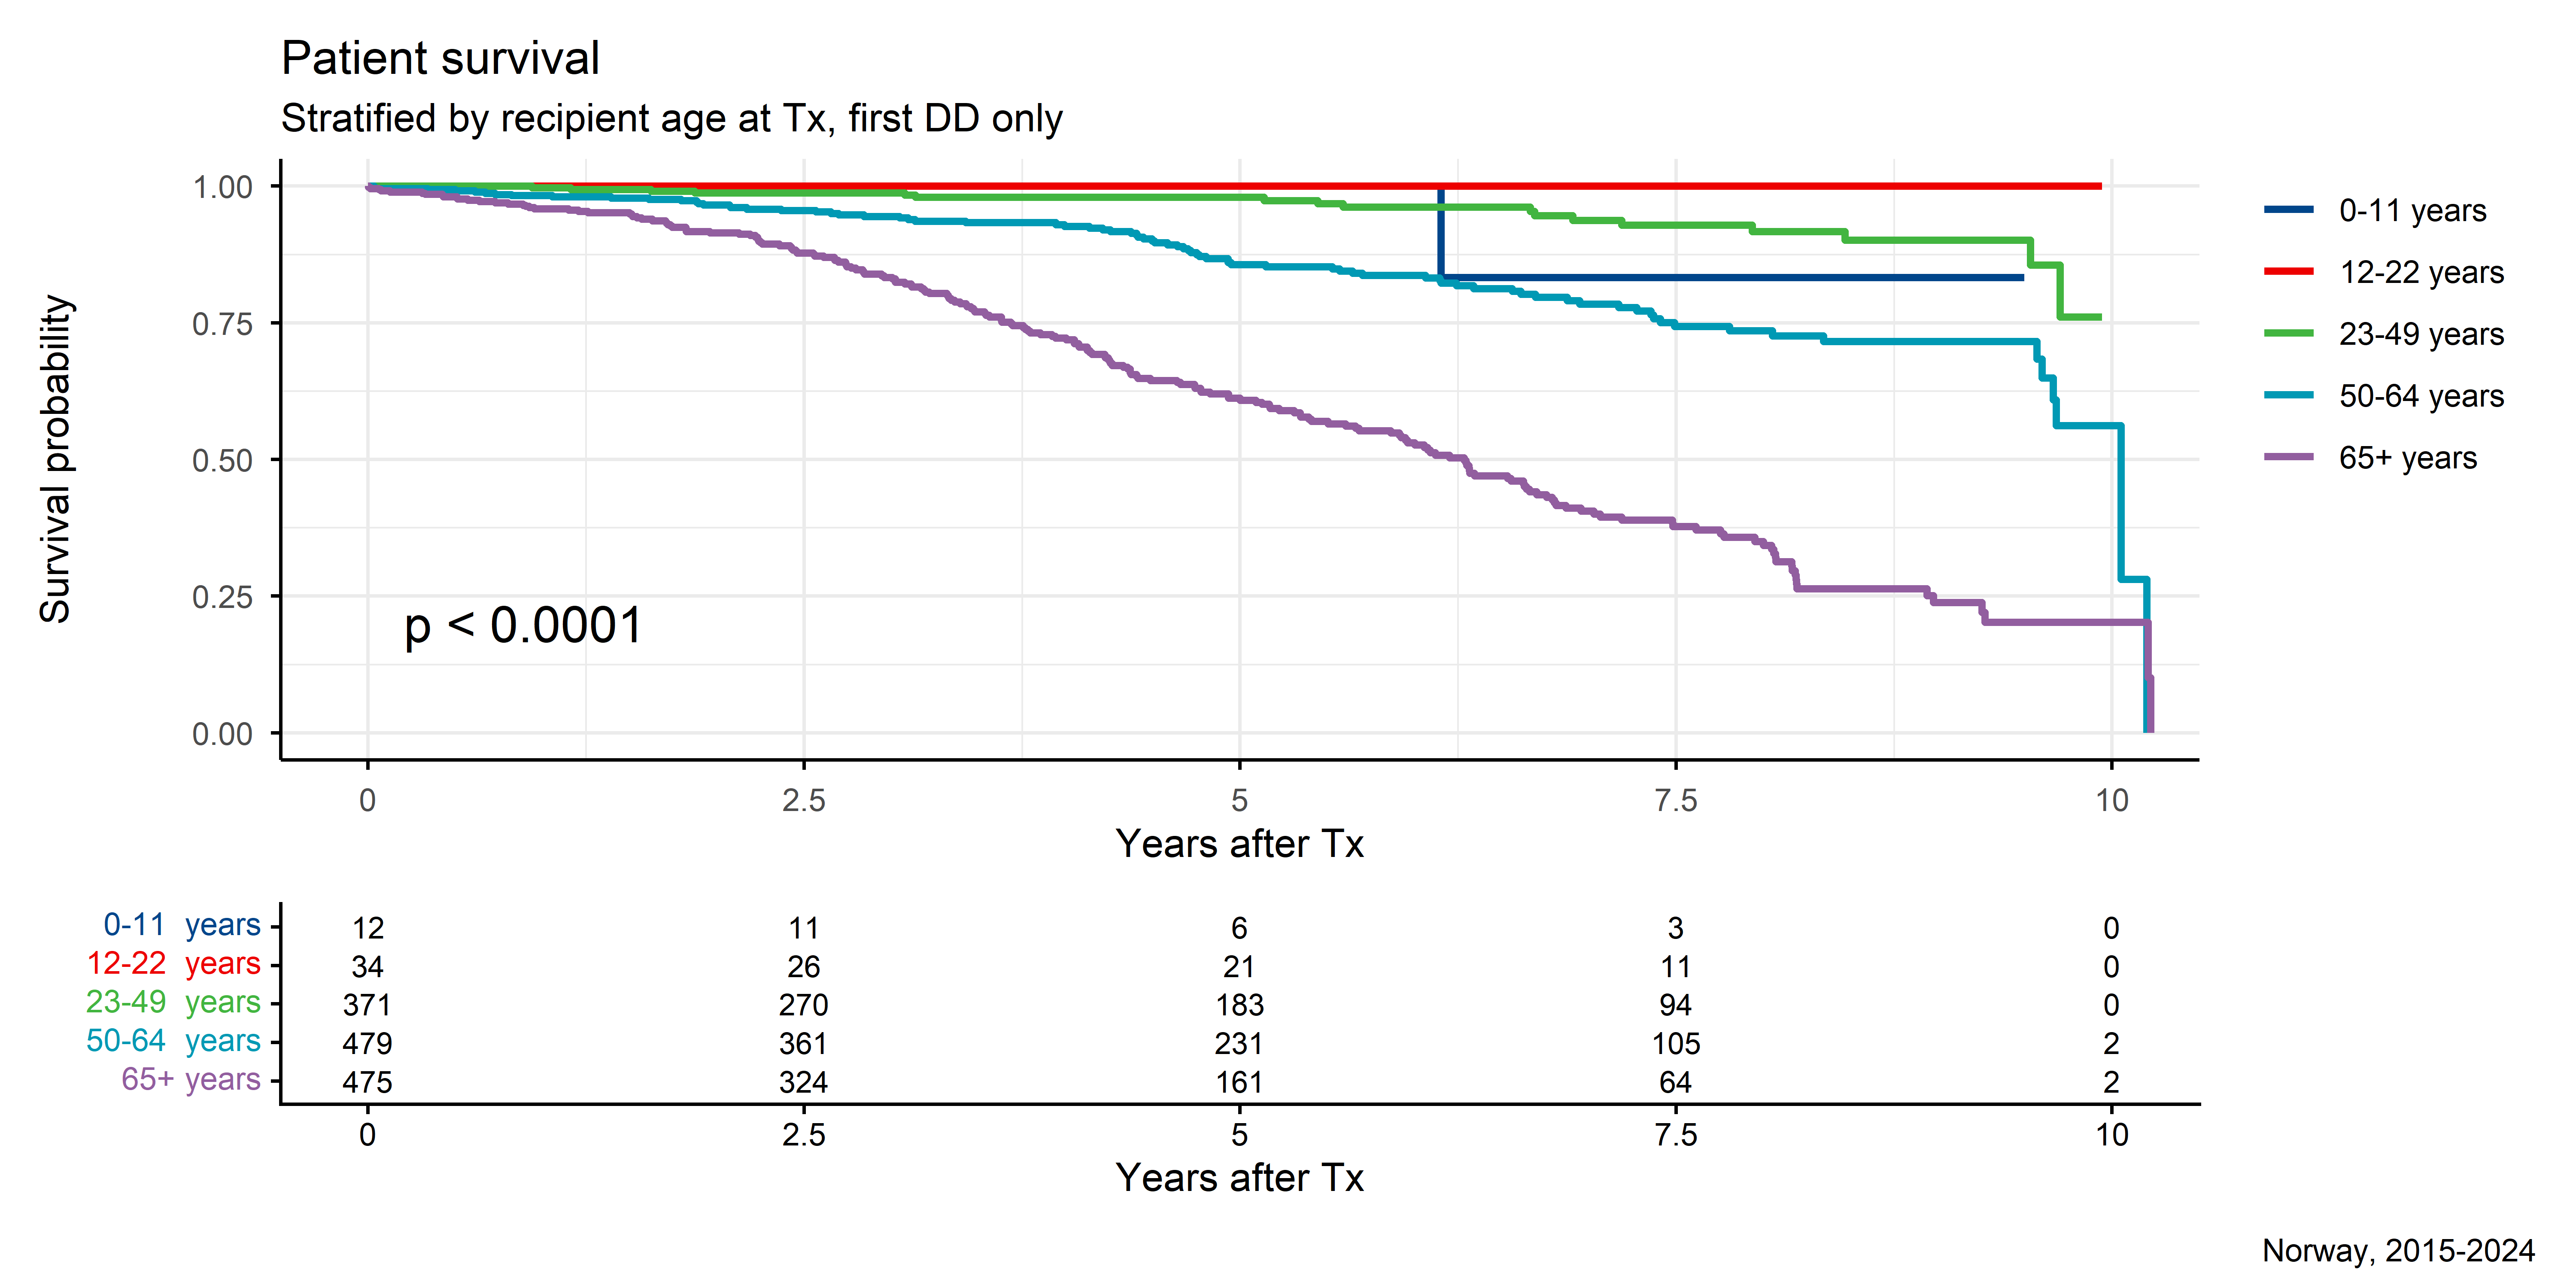 Patient survival
Stratified by recipient age at Tx, first DD only
Survival probability
1.00
0.75
0.50
0.25
0.00
p < 0.0001
0 2.5 5 7.5 10
Years after Tx
0-11 years
12-22 years
23-49 years
50-64 years
65+ years
0-11 years 12 11 6 3 0
12-22 years 34 26 21 11 0
23-49 years 371 270 183 94 0
50-64 years 479 361 231 105 2
65+ years 475 324 161 64 2
0 2.5 5 7.5 10
Years after Tx
Norway, 2015-2024